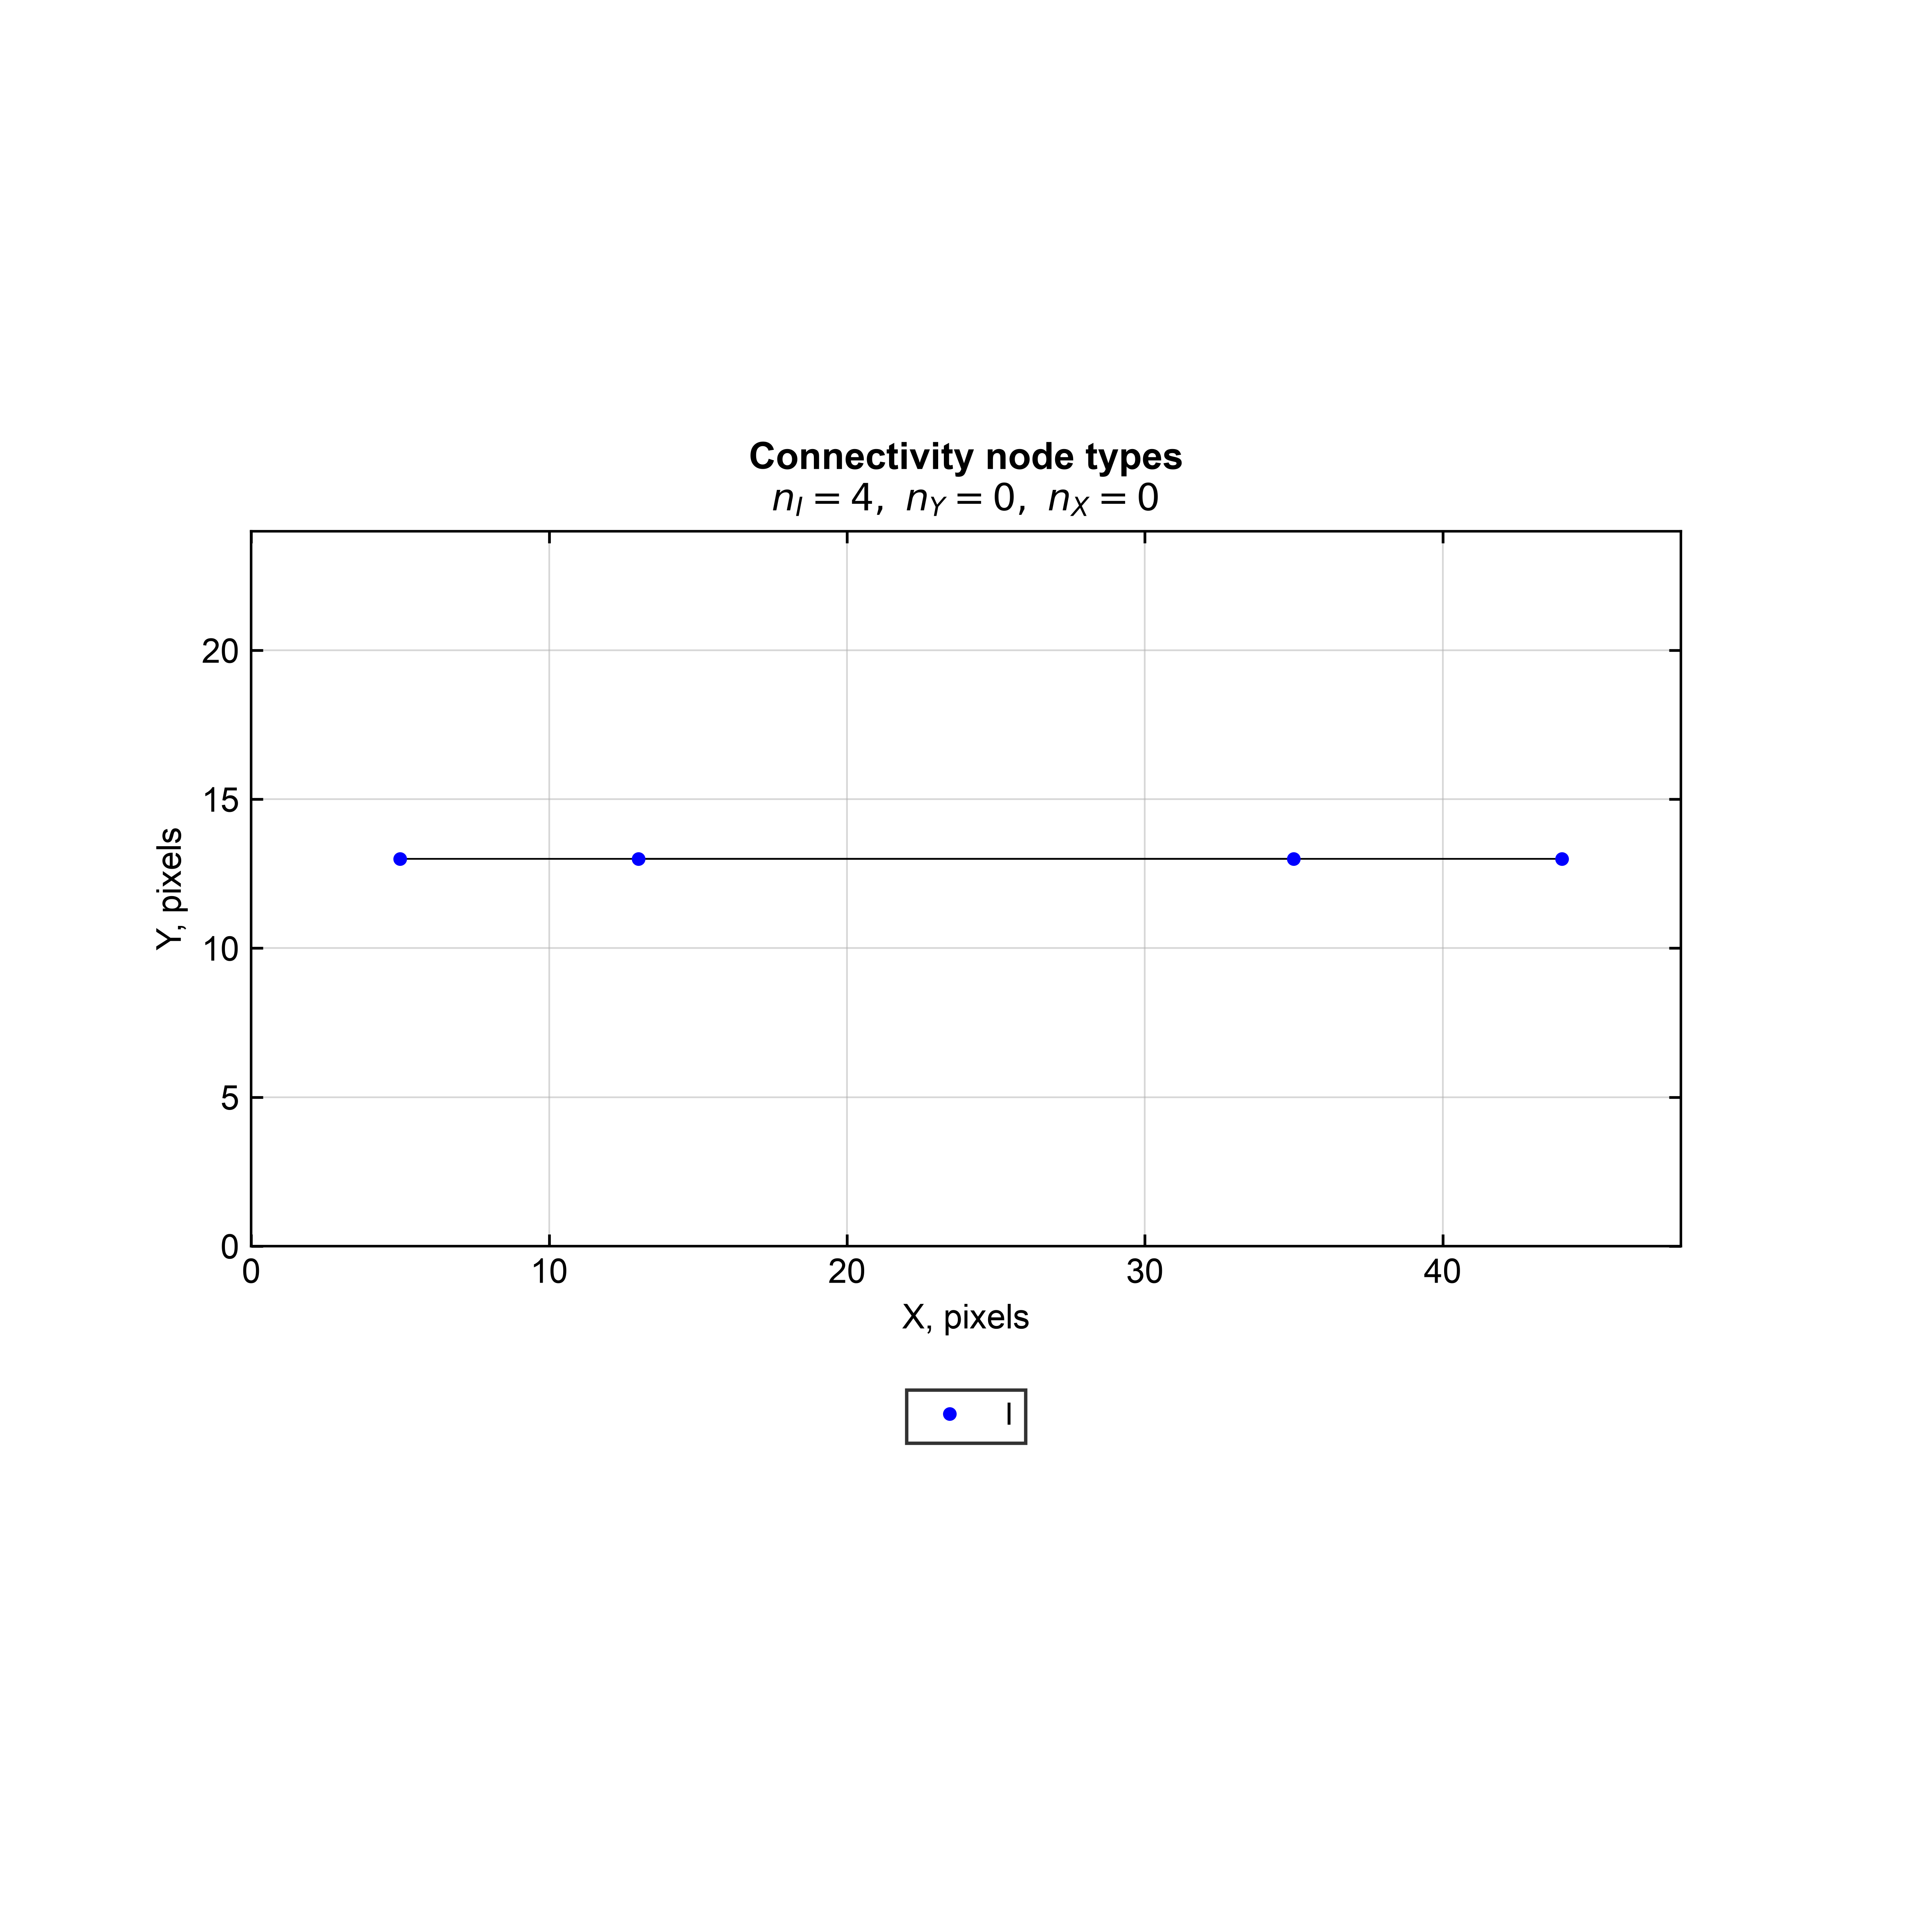 Connectivity node types
n_I = 4, n_Y = 0, n_X = 0
20
15
10
5
0
Y, pixels
0 10 20 30 40
X, pixels
I